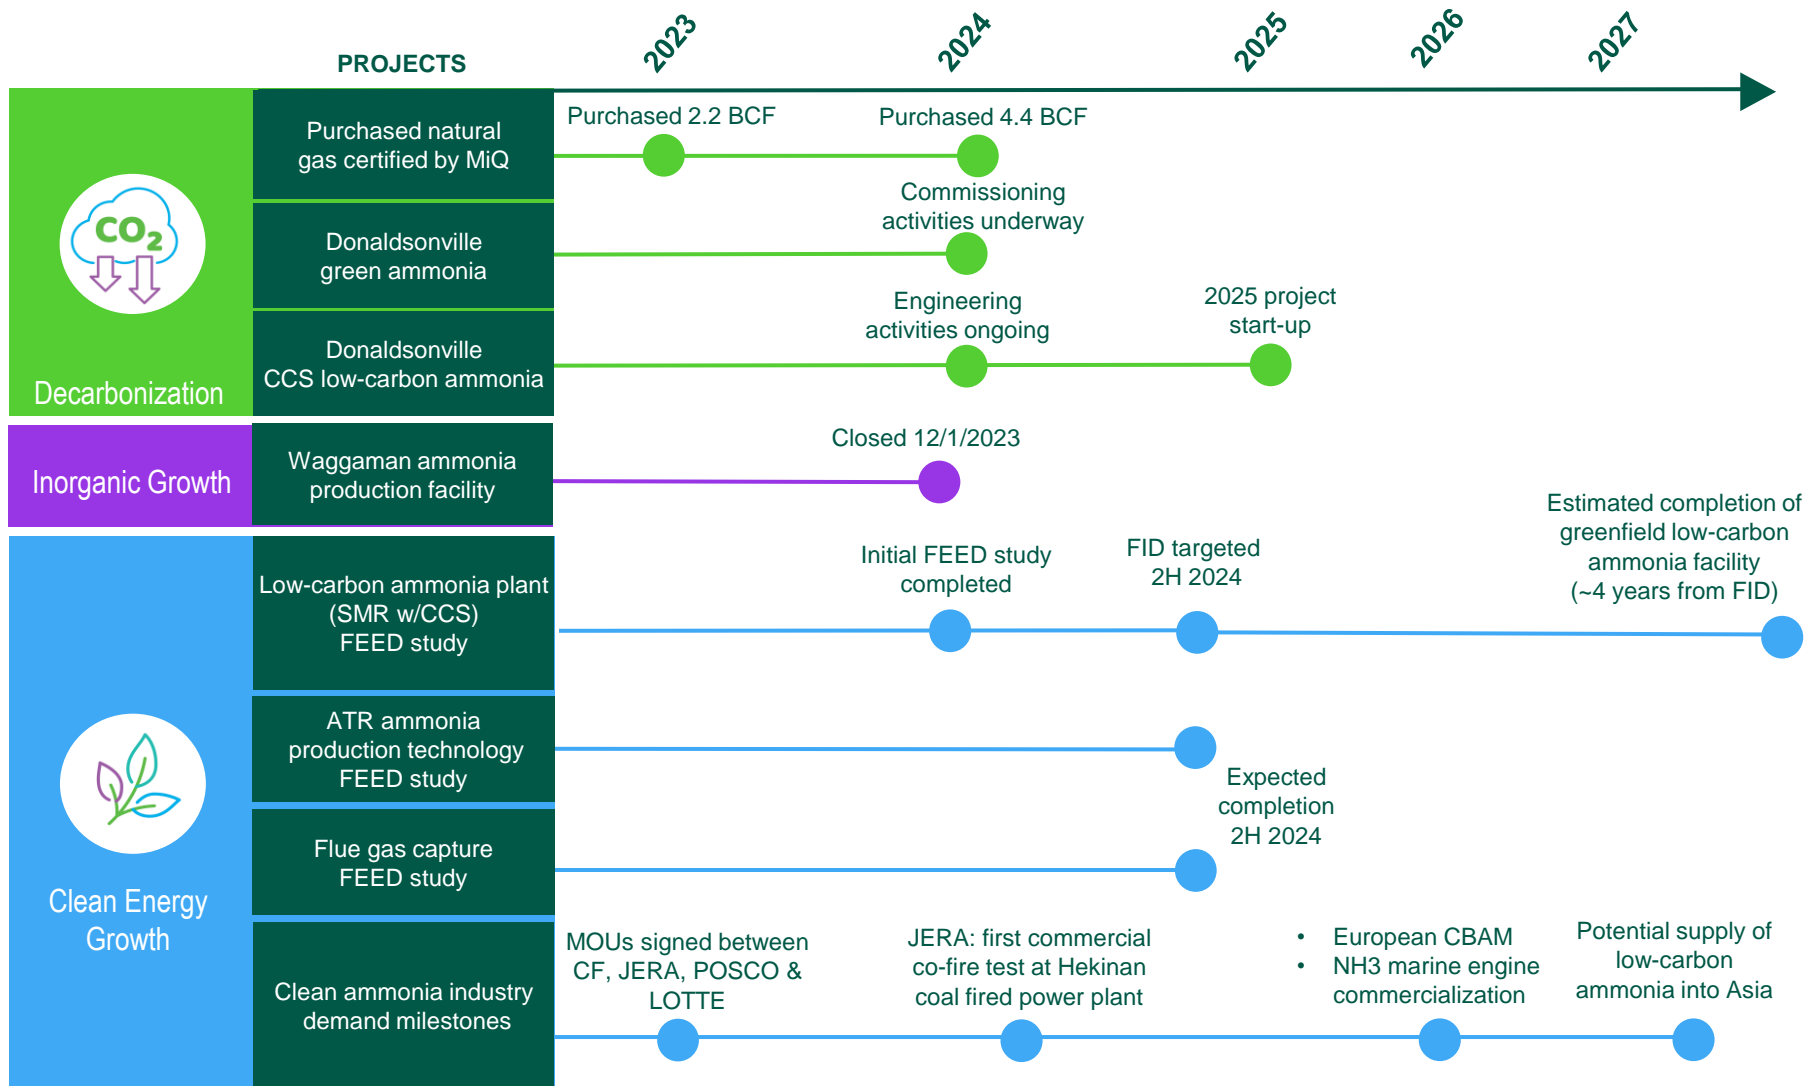 PROJECTS
2023
2024
2025
2026
2027
Decarbonization
CO2
Purchased natural
gas certified by MiQ
Purchased 2.2 BCF
Purchased 4.4 BCF
Donaldsonville
green ammonia
Commissioning
activities underway
Donaldsonville
CCS low-carbon ammonia
Engineering
activities ongoing
2025 project
start-up
Inorganic Growth
Waggaman ammonia
production facility
Closed 12/1/2023
Clean Energy
Growth
Low-carbon ammonia plant
(SMR w/CCS)
FEED study
Initial FEED study
completed
FID targeted
2H 2024
Estimated completion of
greenfield low-carbon
ammonia facility
(~4 years from FID)
ATR ammonia
production technology
FEED study
Expected
completion
2H 2024
Flue gas capture
FEED study
Clean ammonia industry
demand milestones
MOUs signed between
CF, JERA, POSCO &
LOTTE
JERA: first commercial
co-fire test at Hekinan
coal fired power plant
• European CBAM
• NH3 marine engine
commercialization
Potential supply of
low-carbon
ammonia into Asia